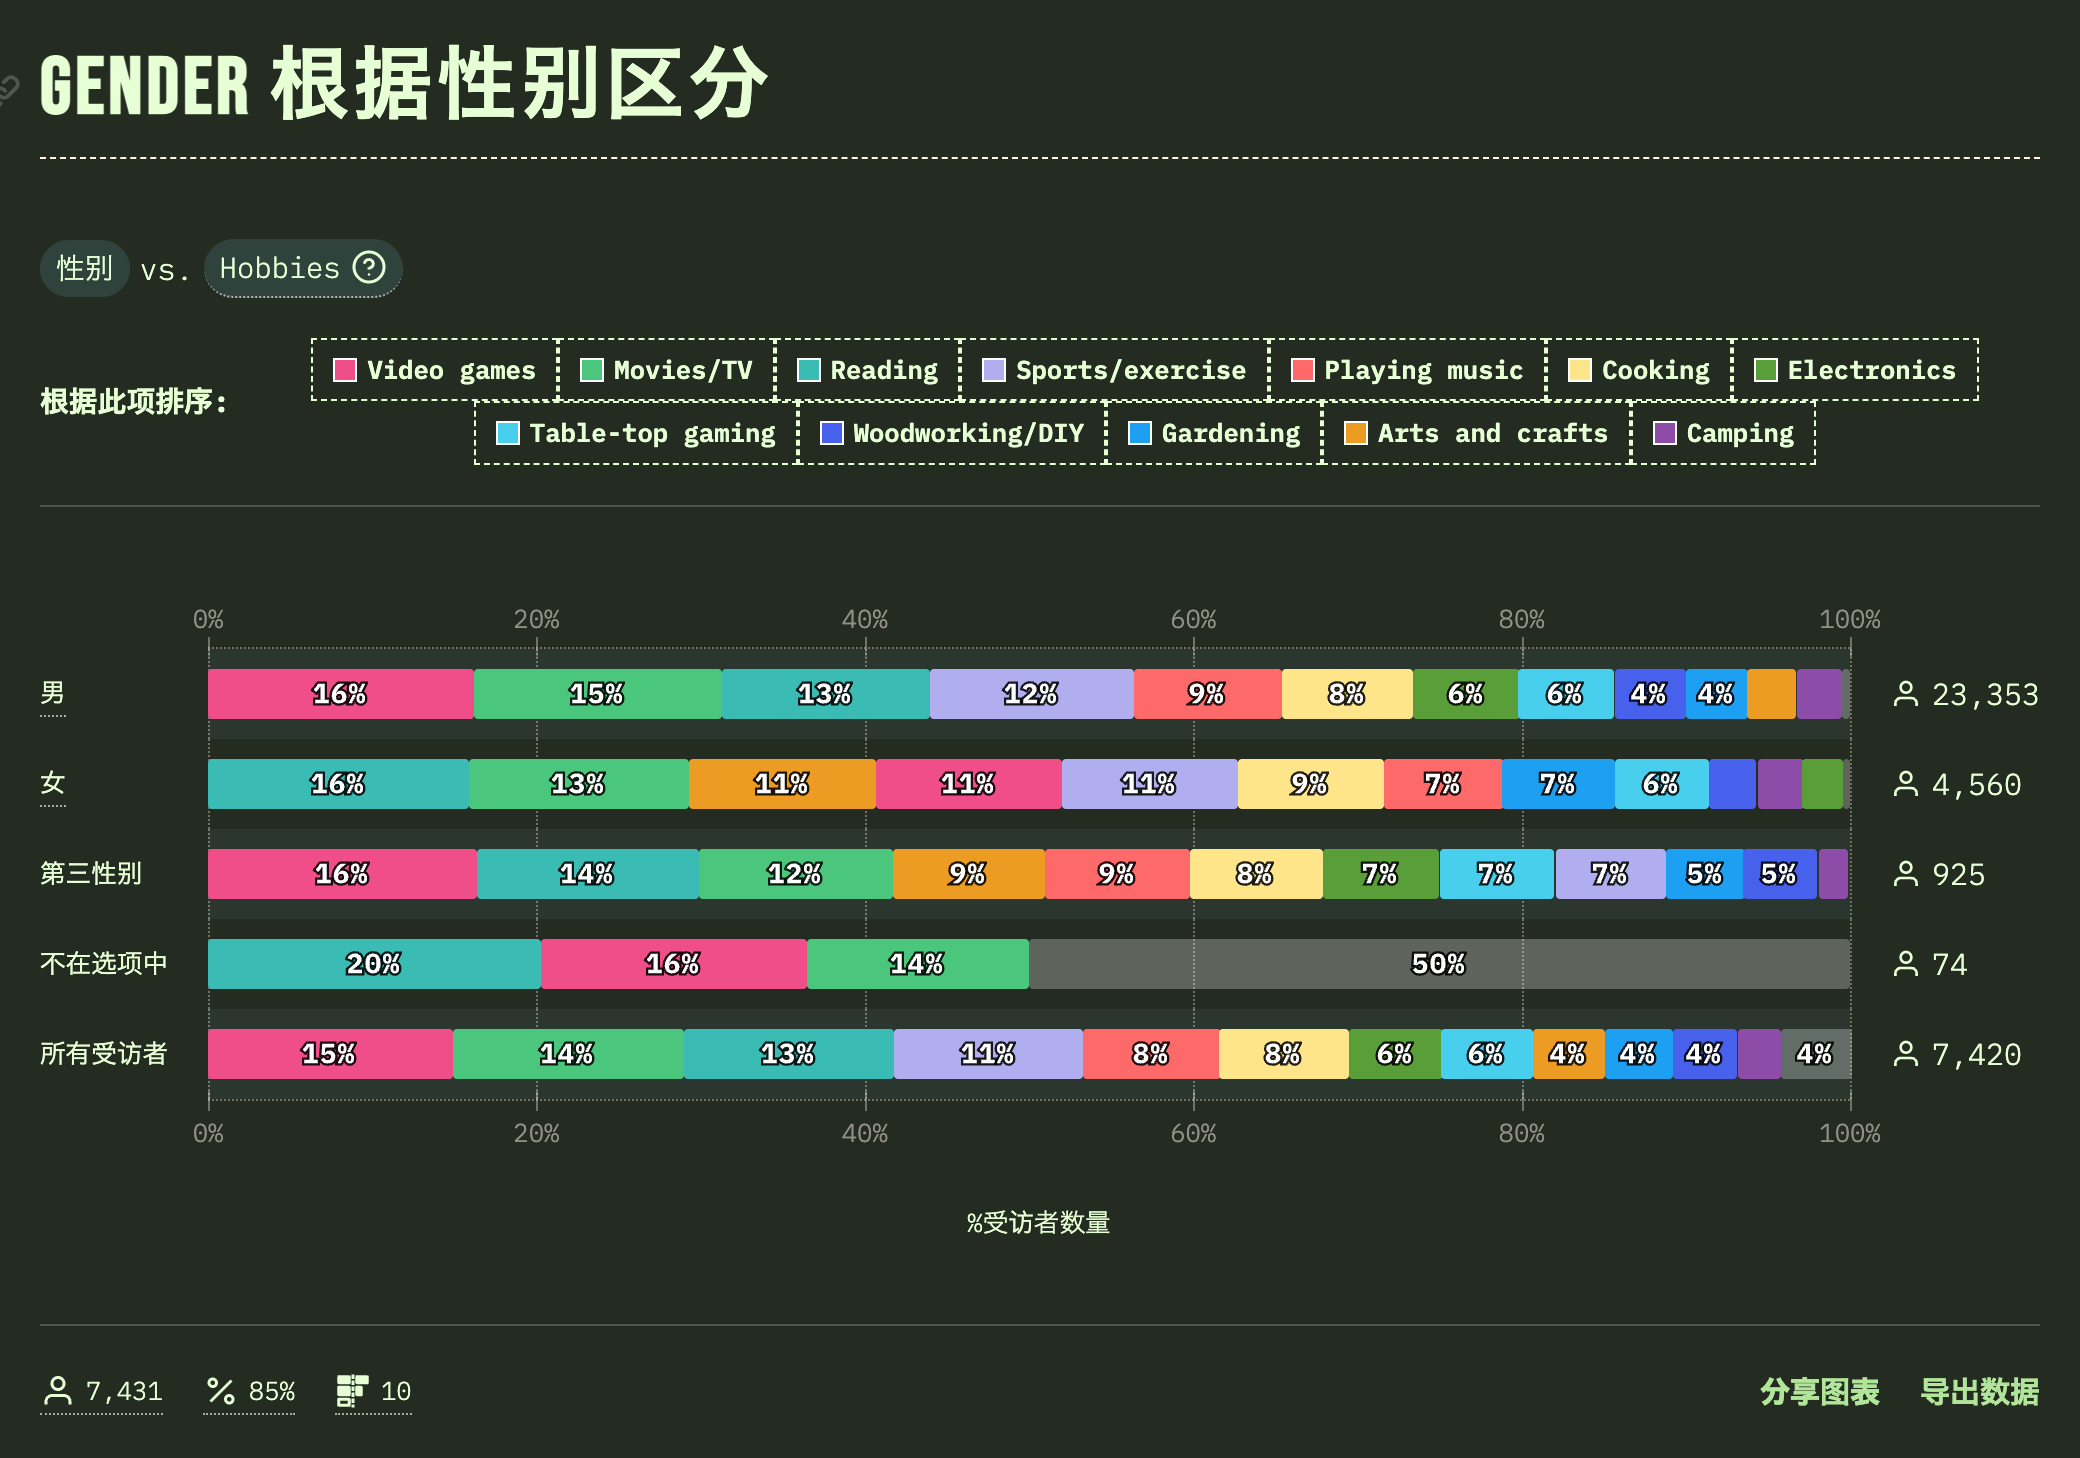 GENDER 根据性别区分
性别 vs. Hobbies ?
根据此项排序:
Video games Movies/TV Reading Sports/exercise Playing music Cooking Electronics
Table-top gaming Woodworking/DIY Gardening Arts and crafts Camping
0% 20% 40% 60% 80% 100%
男 16% 15% 13% 12% 9% 8% 6% 6% 4% 4% 23,353
女 16% 13% 11% 11% 11% 9% 7% 7% 6% 4,560
第三性别 16% 14% 12% 9% 9% 8% 7% 7% 7% 5% 5% 925
不在选项中 20% 16% 14% 50% 74
所有受访者 15% 14% 13% 11% 8% 8% 6% 6% 4% 4% 4% 4% 7,420
0% 20% 40% 60% 80% 100%
%受访者数量
7,431 % 85% 10 分享图表 导出数据